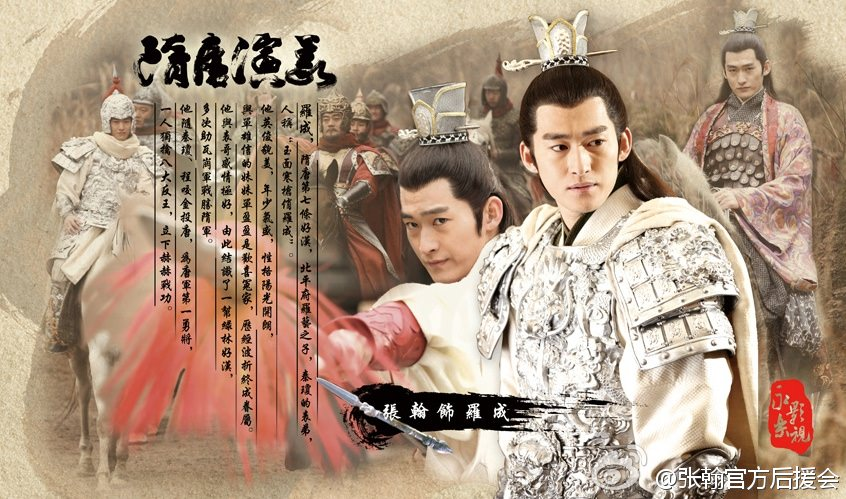 隋唐演義
羅成，隋唐第七條好漢，北平府羅藝之子，秦瓊的表弟，
人稱"玉面寒槍俏羅成"。
他英俊貌美，年少氣盛，性格陽光開朗，
與單雄信的妹妹單盈盈是歡喜冤家，歷經波折終成眷屬。
他與表哥感情極好，由此結識了一幫綠林好漢，
多次助瓦崗軍戰勝隋軍。
他隨秦瓊、程咬金投唐，為唐軍第一勇將，
一人獨擒八大反王，立下赫赫戰功。
張翰飾羅成
永東影視
@张翰官方后援会